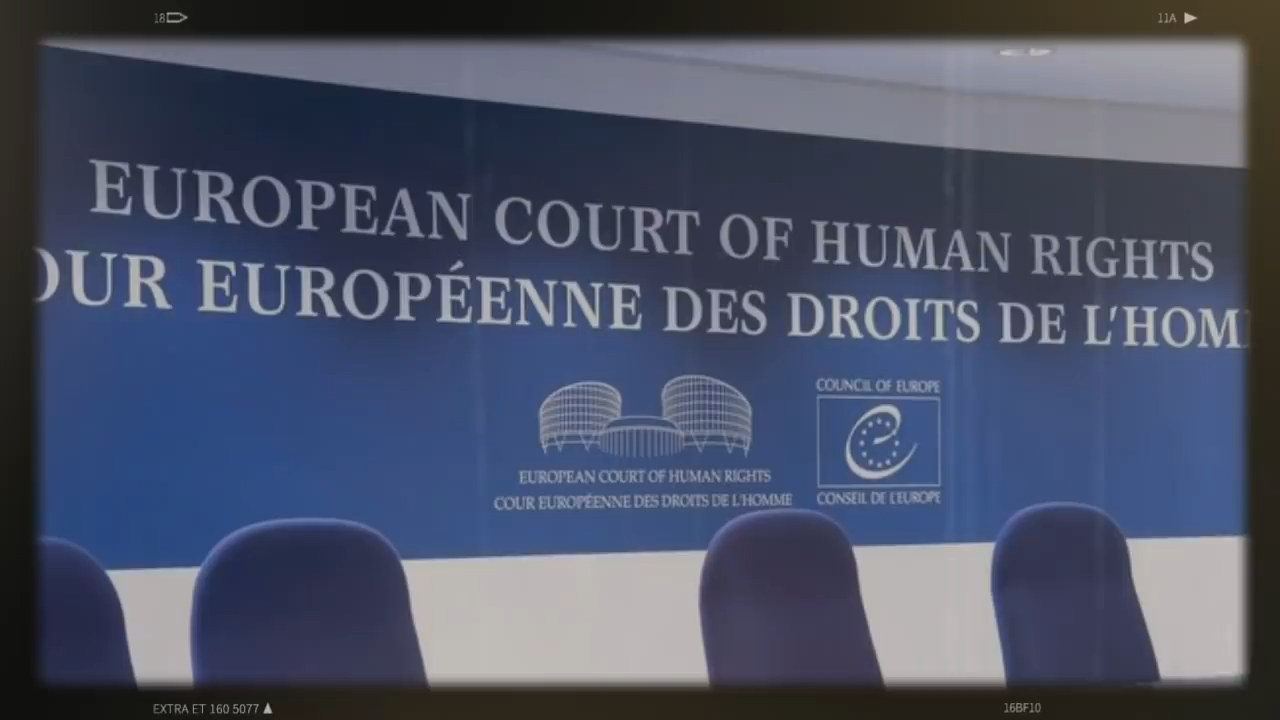 18
11A
EUROPEAN COURT OF HUMAN RIGHTS
OUR EUROPÉENNE DES DROITS DE L'HOM
COUNCIL OF EUROPE
EUROPEAN COURT OF HUMAN RIGHTS
COUR EUROPÉENNE DES DROITS DE L'HOMME
CONSEIL DE L'EUROPE
EXTRA ET 160 5077
16BF10